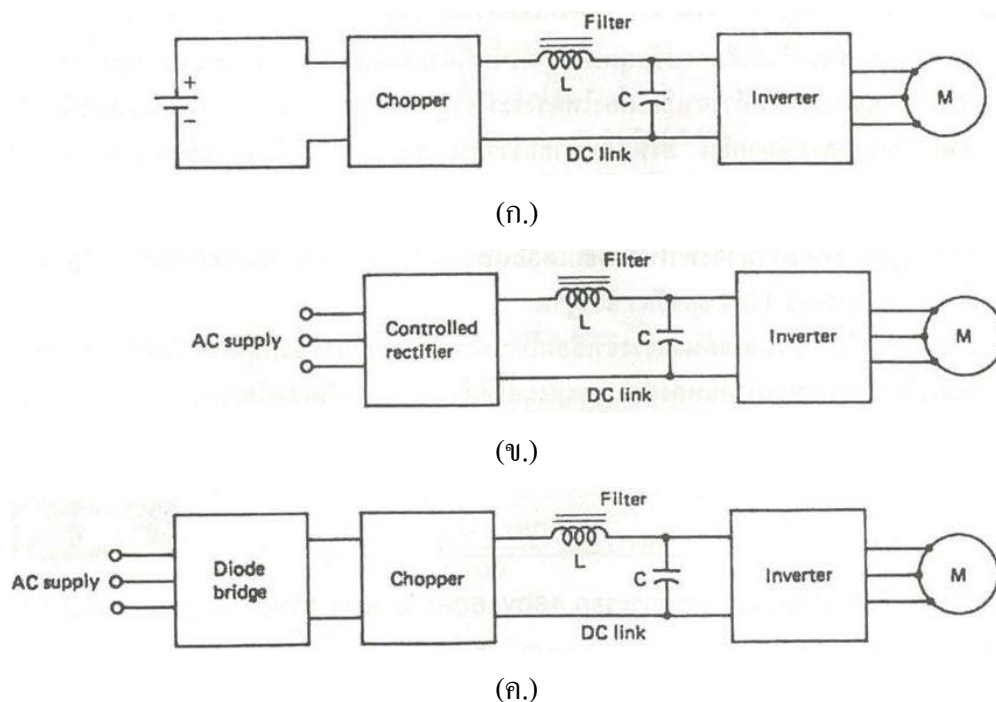 Filter
+
−
Chopper
L
C
Inverter
M
DC link
(ก.)
Filter
AC supply
Controlled
rectifier
L
Inverter
M
DC link
(ข.)
Filter
AC supply
Diode
bridge
Chopper
L
C
Inverter
M
DC link
(ค.)